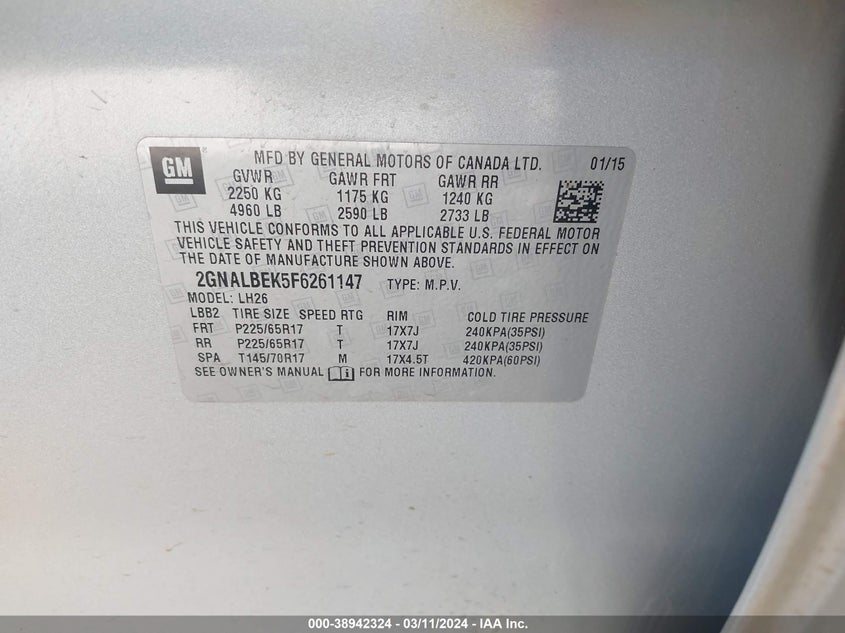 GM
MFD BY GENERAL MOTORS OF CANADA LTD. 01/15
GVWR GAWR FRT GAWR RR
2250 KG 1175 KG 1240 KG
4960 LB 2590 LB 2733 LB
THIS VEHICLE CONFORMS TO ALL APPLICABLE U.S. FEDERAL MOTOR
VEHICLE SAFETY AND THEFT PREVENTION STANDARDS IN EFFECT ON
THE DATE OF MANUFACTURE SHOWN ABOVE.
2GNALBEK5F6261147 TYPE: M.P.V.
MODEL: LH26
LBB2 TIRE SIZE SPEED RTG RIM COLD TIRE PRESSURE
FRT P225/65R17 T 17X7J 240KPA(35PSI)
RR P225/65R17 T 17X7J 240KPA(35PSI)
SPA T145/70R17 M 17X4.5T 420KPA(60PSI)
SEE OWNER'S MANUAL FOR MORE INFORMATION.
000-38942324 - 03/11/2024 - IAA Inc.